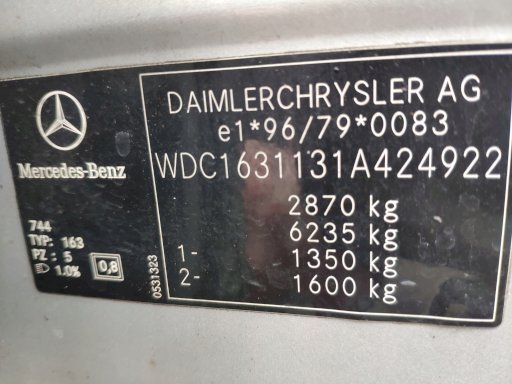 DAIMLERCHRYSLER AG
e1*96/79*0083
WDC1631131A424922
2870 kg
6235 kg
1- 1350 kg
2- 1600 kg
Mercedes-Benz
744
TYP: 163
PZ : 5
1.0% 0,8
0531323